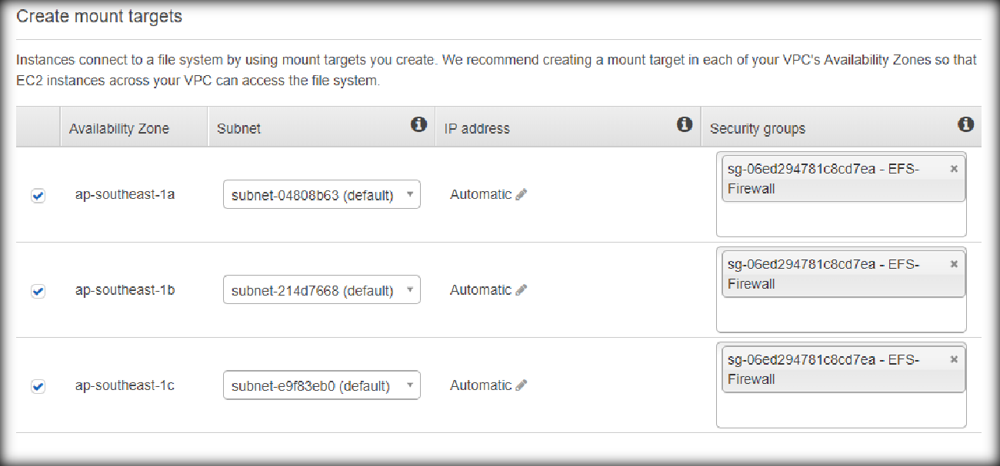 Create mount targets
Instances connect to a file system by using mount targets you create. We recommend creating a mount target in each of your VPC's Availability Zones so that
EC2 instances across your VPC can access the file system.
Availability Zone Subnet IP address Security groups
ap-southeast-1a subnet-04808b63 (default) Automatic sg-06ed294781c8cd7ea - EFS-
Firewall
ap-southeast-1b subnet-214d7668 (default) Automatic sg-06ed294781c8cd7ea - EFS-
Firewall
ap-southeast-1c subnet-e9f83eb0 (default) Automatic sg-06ed294781c8cd7ea - EFS-
Firewall